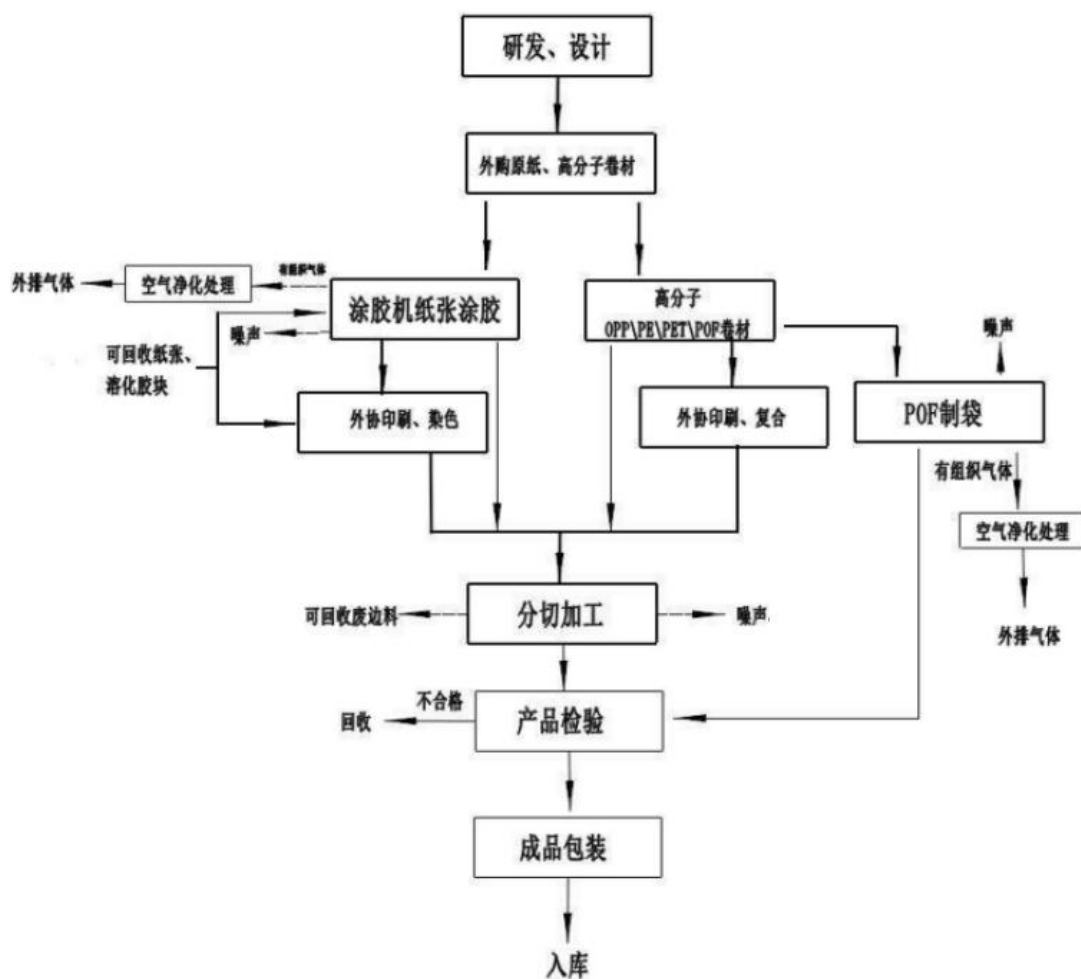 研发、设计
外购原纸、高分子卷材
有组织气体
外排气体
空气净化处理
涂胶机纸张涂胶
高分子
OPP\PE\PET\POF卷材
噪声
噪声
可回收纸张、
溶化胶块
外协印刷、染色
外协印刷、复合
POF制袋
有组织气体
空气净化处理
可回收废边料
分切加工
噪声
外排气体
不合格
回收
产品检验
成品包装
入库